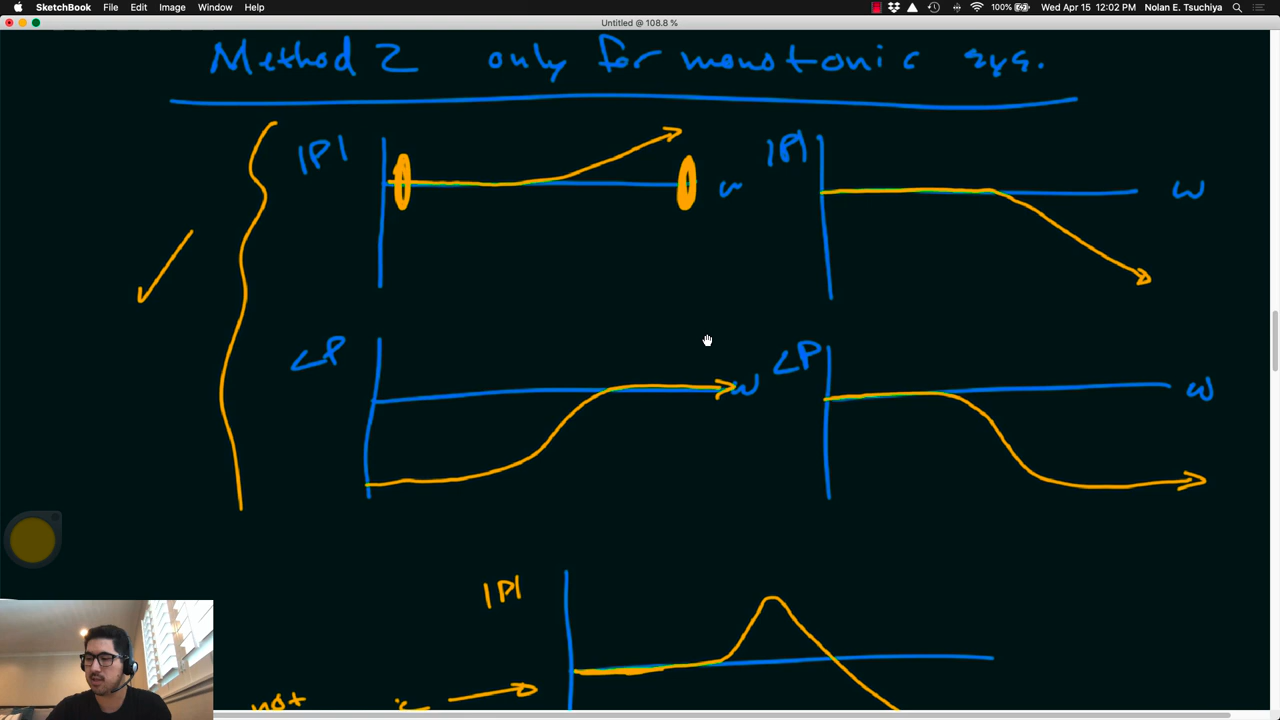 SketchBook File Edit Image Window Help 100% Wed Apr 15 12:02 PM Nolan E. Tsuchiya
Untitled @ 108.8 %
Method 2 only for monotonic sys.
|P| w |P| w
∠P w ∠P w
|P|
not